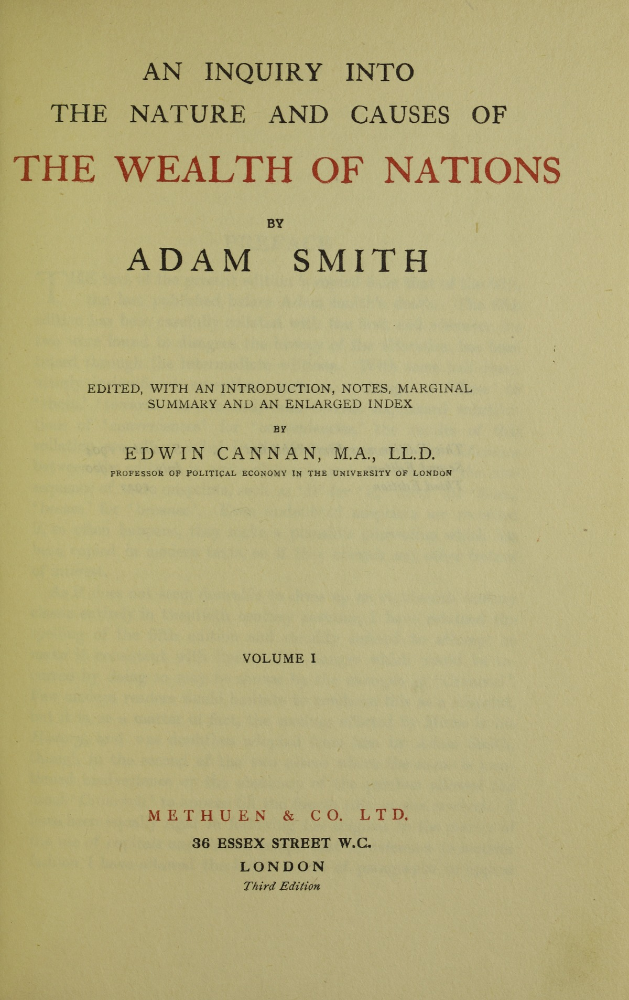 AN INQUIRY INTO
THE NATURE AND CAUSES OF
THE WEALTH OF NATIONS
BY
ADAM SMITH
EDITED, WITH AN INTRODUCTION, NOTES, MARGINAL
SUMMARY AND AN ENLARGED INDEX
BY
EDWIN CANNAN, M.A., LL.D.
PROFESSOR OF POLITICAL ECONOMY IN THE UNIVERSITY OF LONDON
VOLUME I
METHUEN & CO. LTD.
36 ESSEX STREET W.C.
LONDON
Third Edition